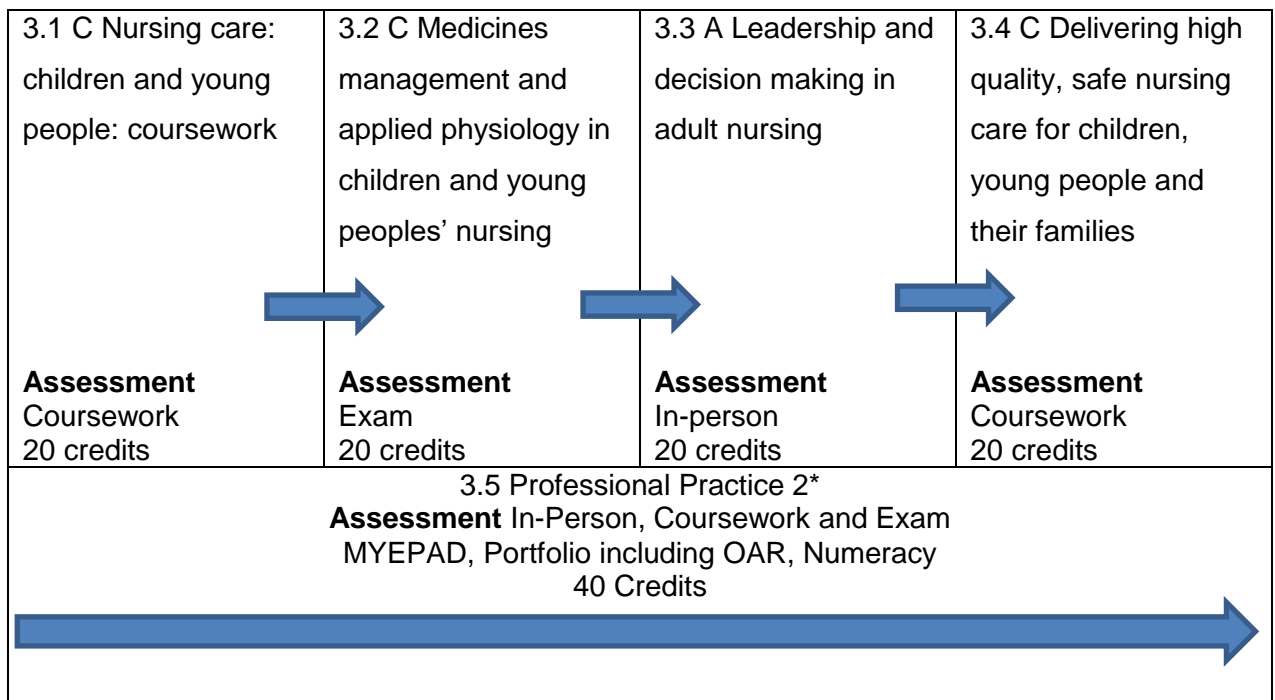 3.1 C Nursing care:
children and young
people: coursework
Assessment
Coursework
20 credits
3.2 C Medicines
management and
applied physiology in
children and young
peoples’ nursing
Assessment
Exam
20 credits
3.3 A Leadership and
decision making in
adult nursing
Assessment
In-person
20 credits
3.4 C Delivering high
quality, safe nursing
care for children,
young people and
their families
Assessment
Coursework
20 credits
3.5 Professional Practice 2*
Assessment In-Person, Coursework and Exam
MYEPAD, Portfolio including OAR, Numeracy
40 Credits